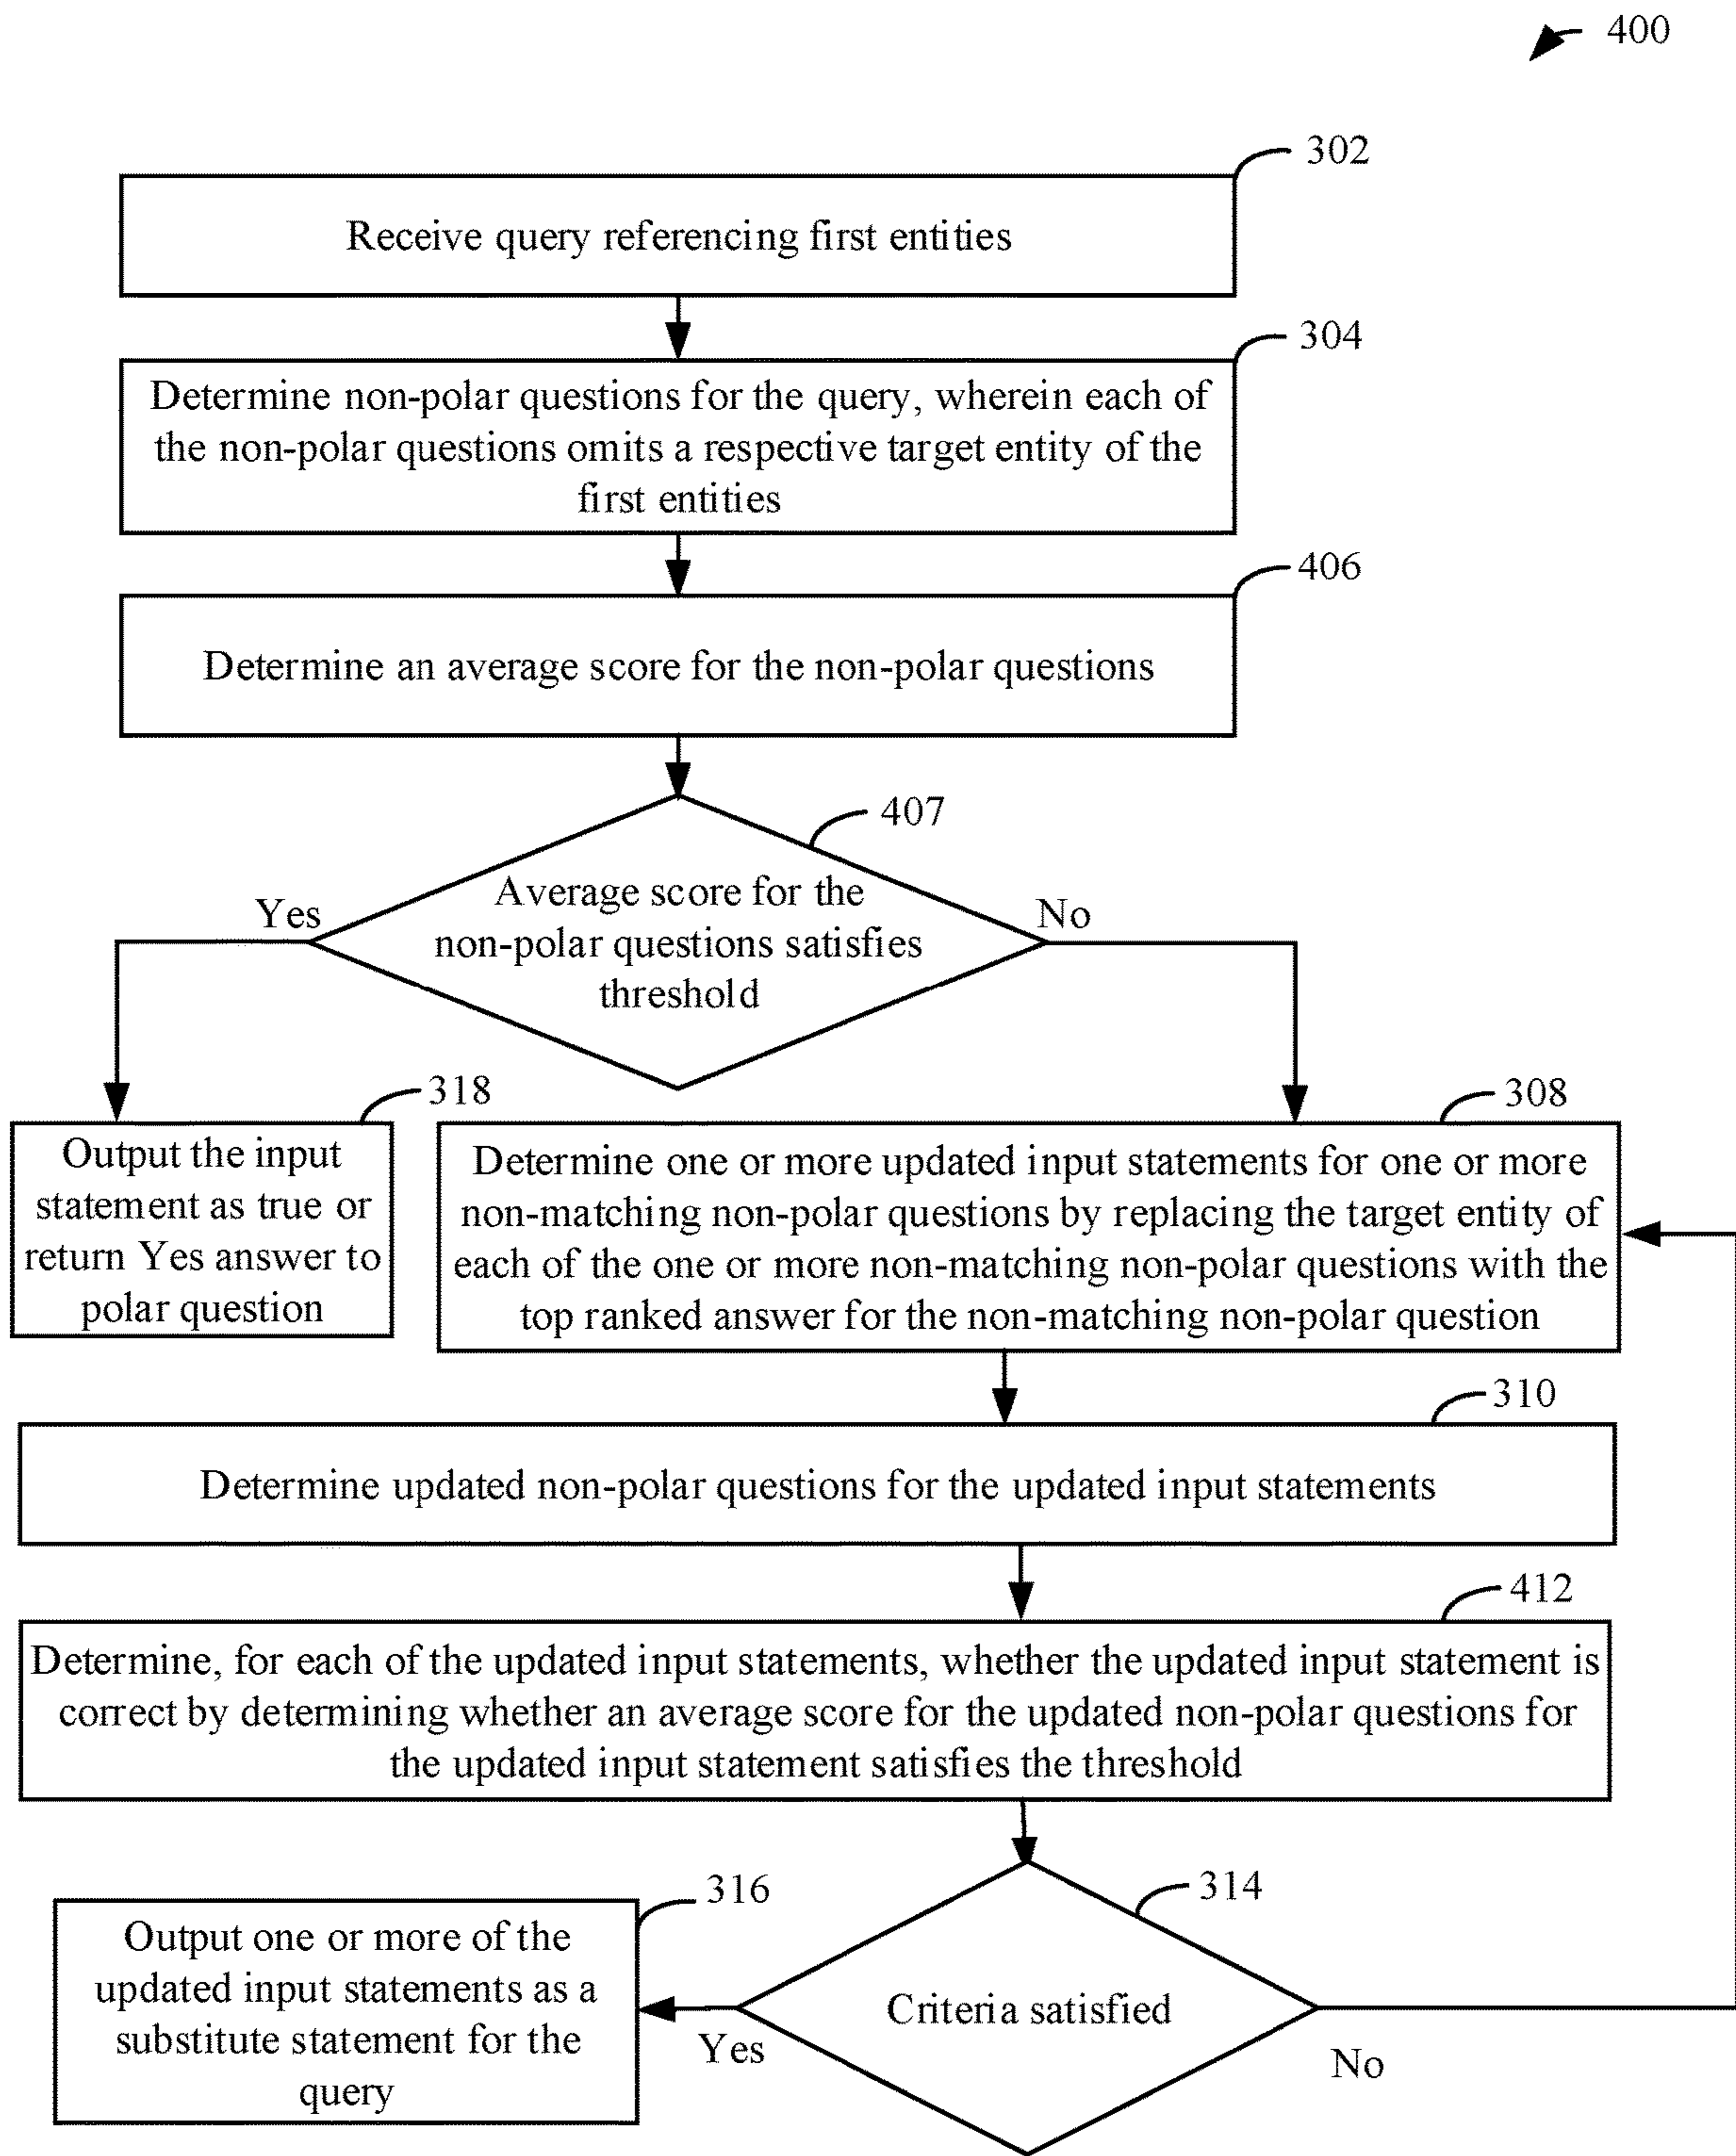 400
302
Receive query referencing first entities
304
Determine non-polar questions for the query, wherein each of
the non-polar questions omits a respective target entity of the
first entities
406
Determine an average score for the non-polar questions
407
Average score for the
non-polar questions satisfies
threshold
Yes
No
318
Output the input
statement as true or
return Yes answer to
polar question
308
Determine one or more updated input statements for one or more
non-matching non-polar questions by replacing the target entity of
each of the one or more non-matching non-polar questions with the
top ranked answer for the non-matching non-polar question
310
Determine updated non-polar questions for the updated input statements
412
Determine, for each of the updated input statements, whether the updated input statement is
correct by determining whether an average score for the updated non-polar questions for
the updated input statement satisfies the threshold
316
Output one or more of the
updated input statements as a
substitute statement for the
query
314
Criteria satisfied
Yes
No